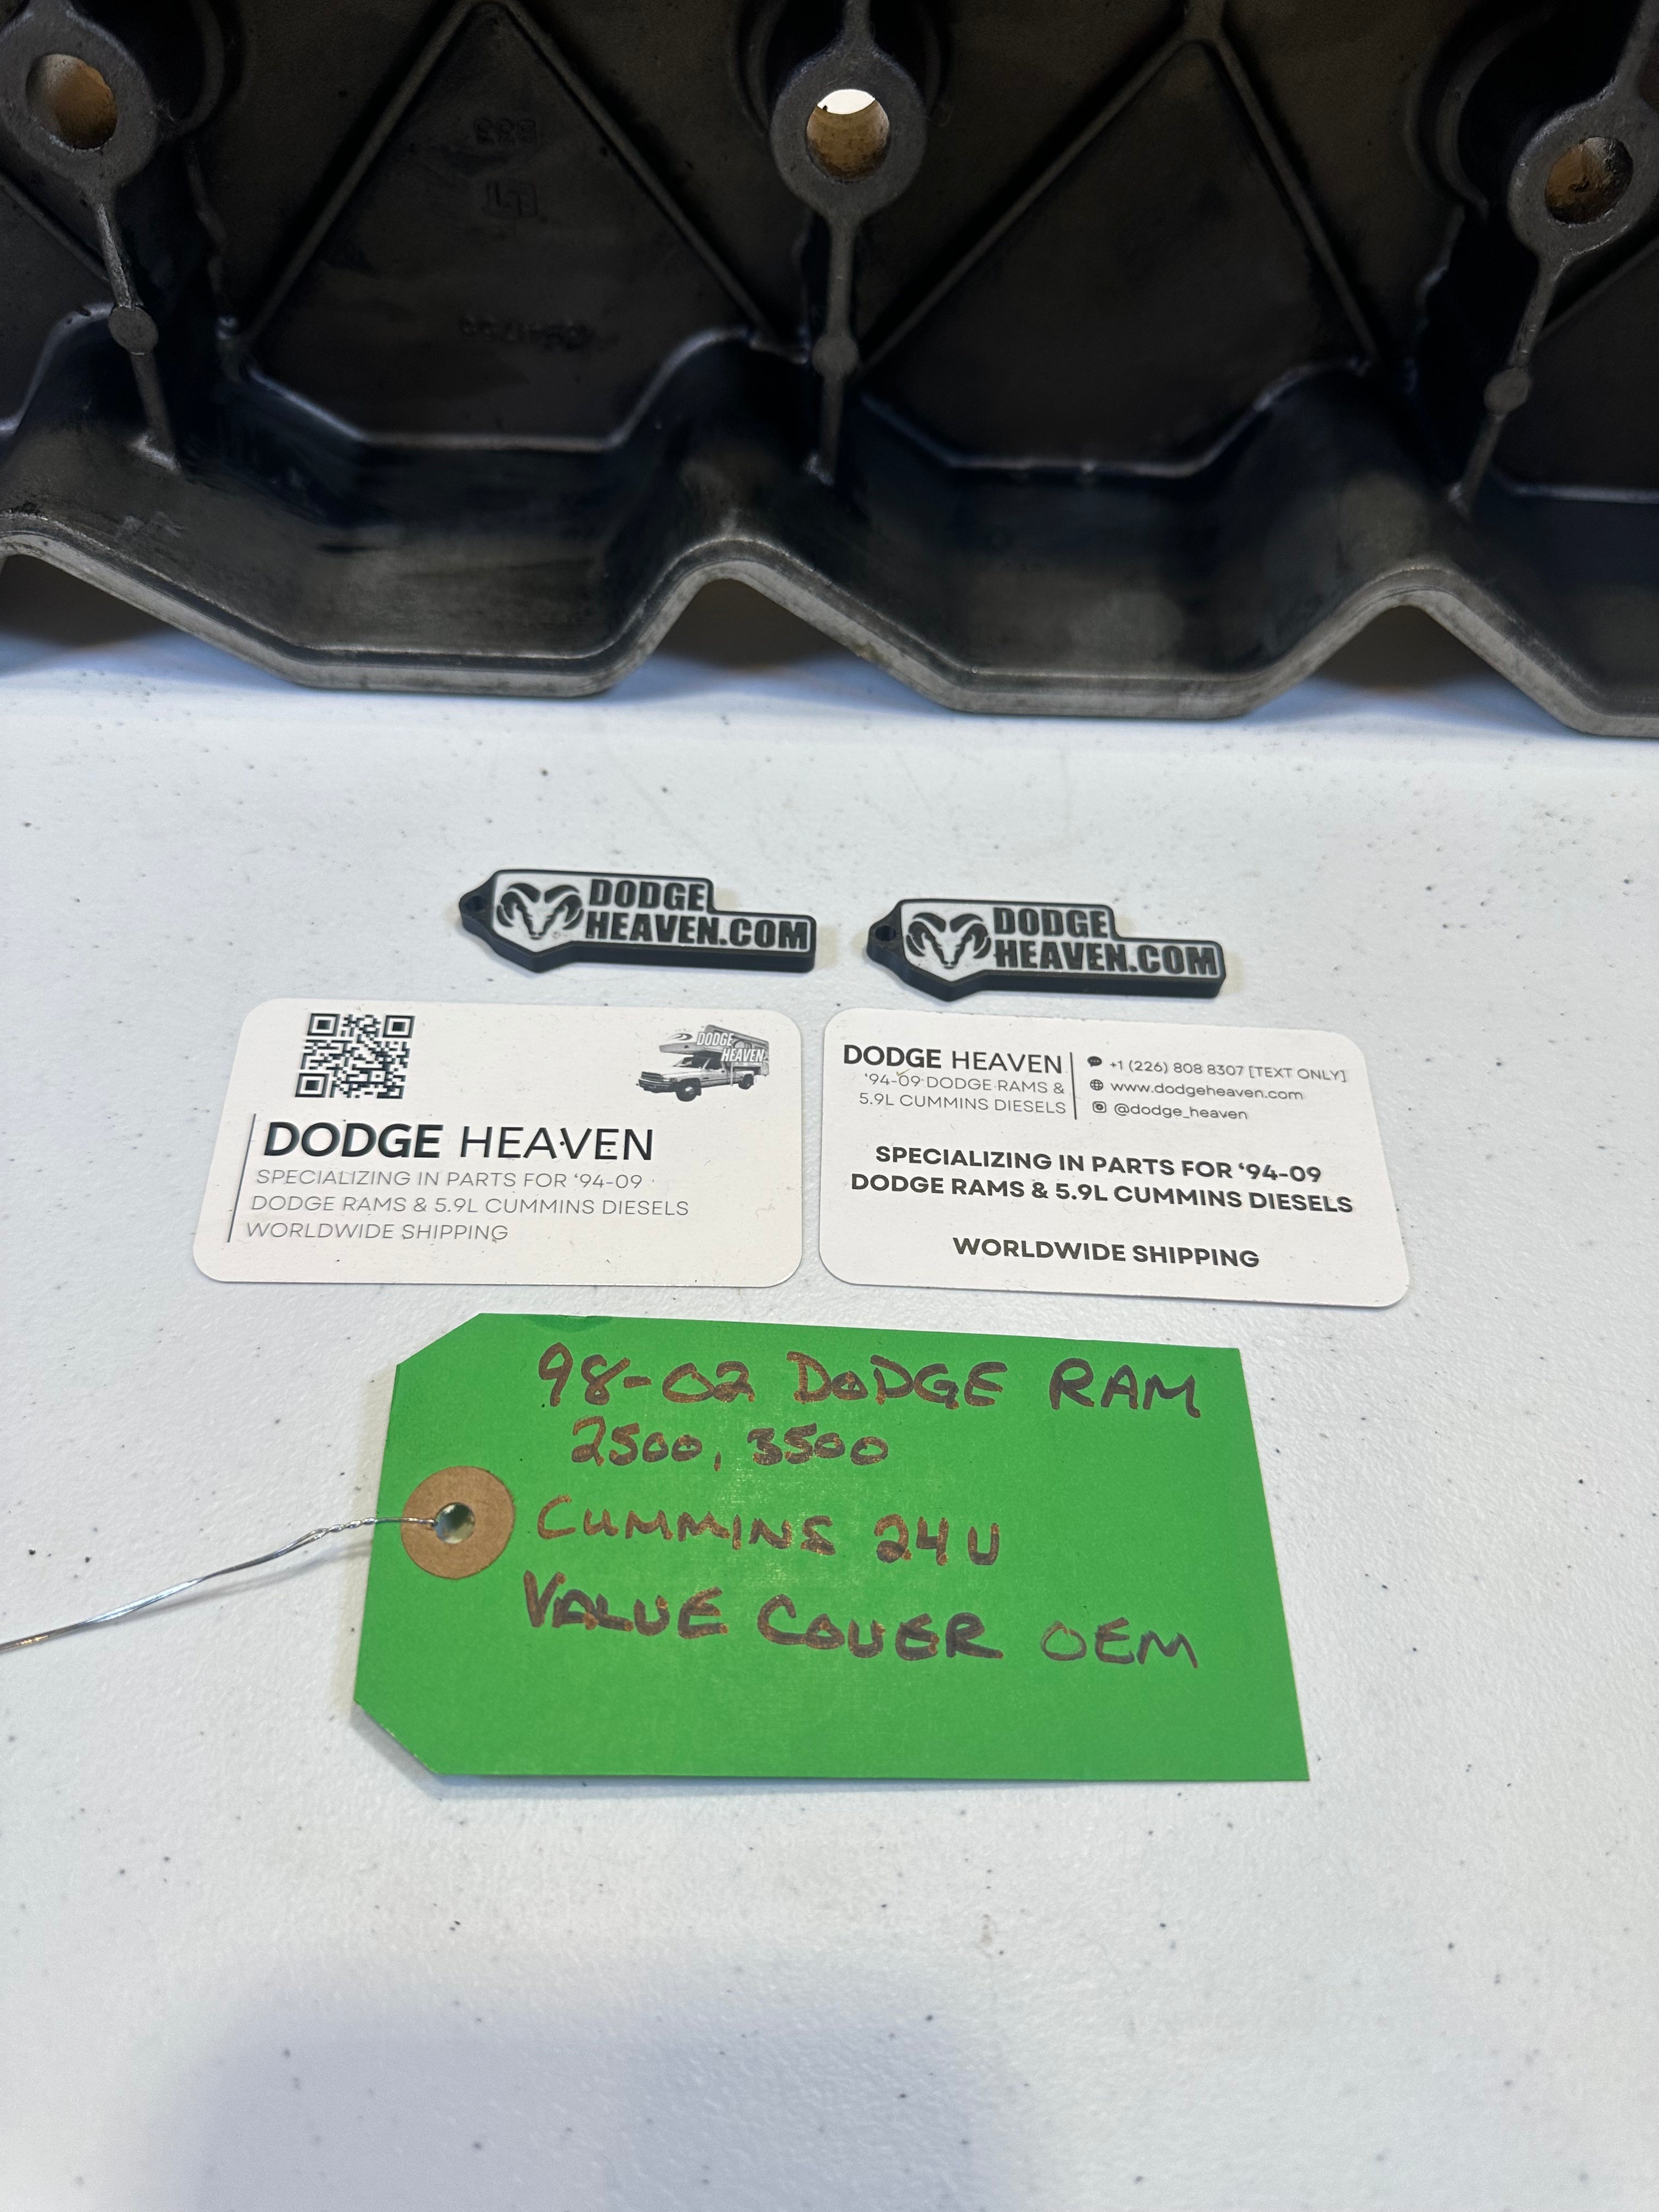 DODGE
HEAVEN.COM
DODGE
HEAVEN.COM
DODGE
HEAVEN
DODGE HEAVEN
SPECIALIZING IN PARTS FOR '94-09
DODGE RAMS & 5.9L CUMMINS DIESELS
WORLDWIDE SHIPPING
DODGE HEAVEN
'94-09 DODGE RAMS &
5.9L CUMMINS DIESELS
+1 (226) 808 8307 [TEXT ONLY]
www.dodgeheaven.com
@dodge_heaven
SPECIALIZING IN PARTS FOR '94-09
DODGE RAMS & 5.9L CUMMINS DIESELS
WORLDWIDE SHIPPING
98-02 DODGE RAM
2500, 3500
CUMMINS 24V
VALVE COVER OEM